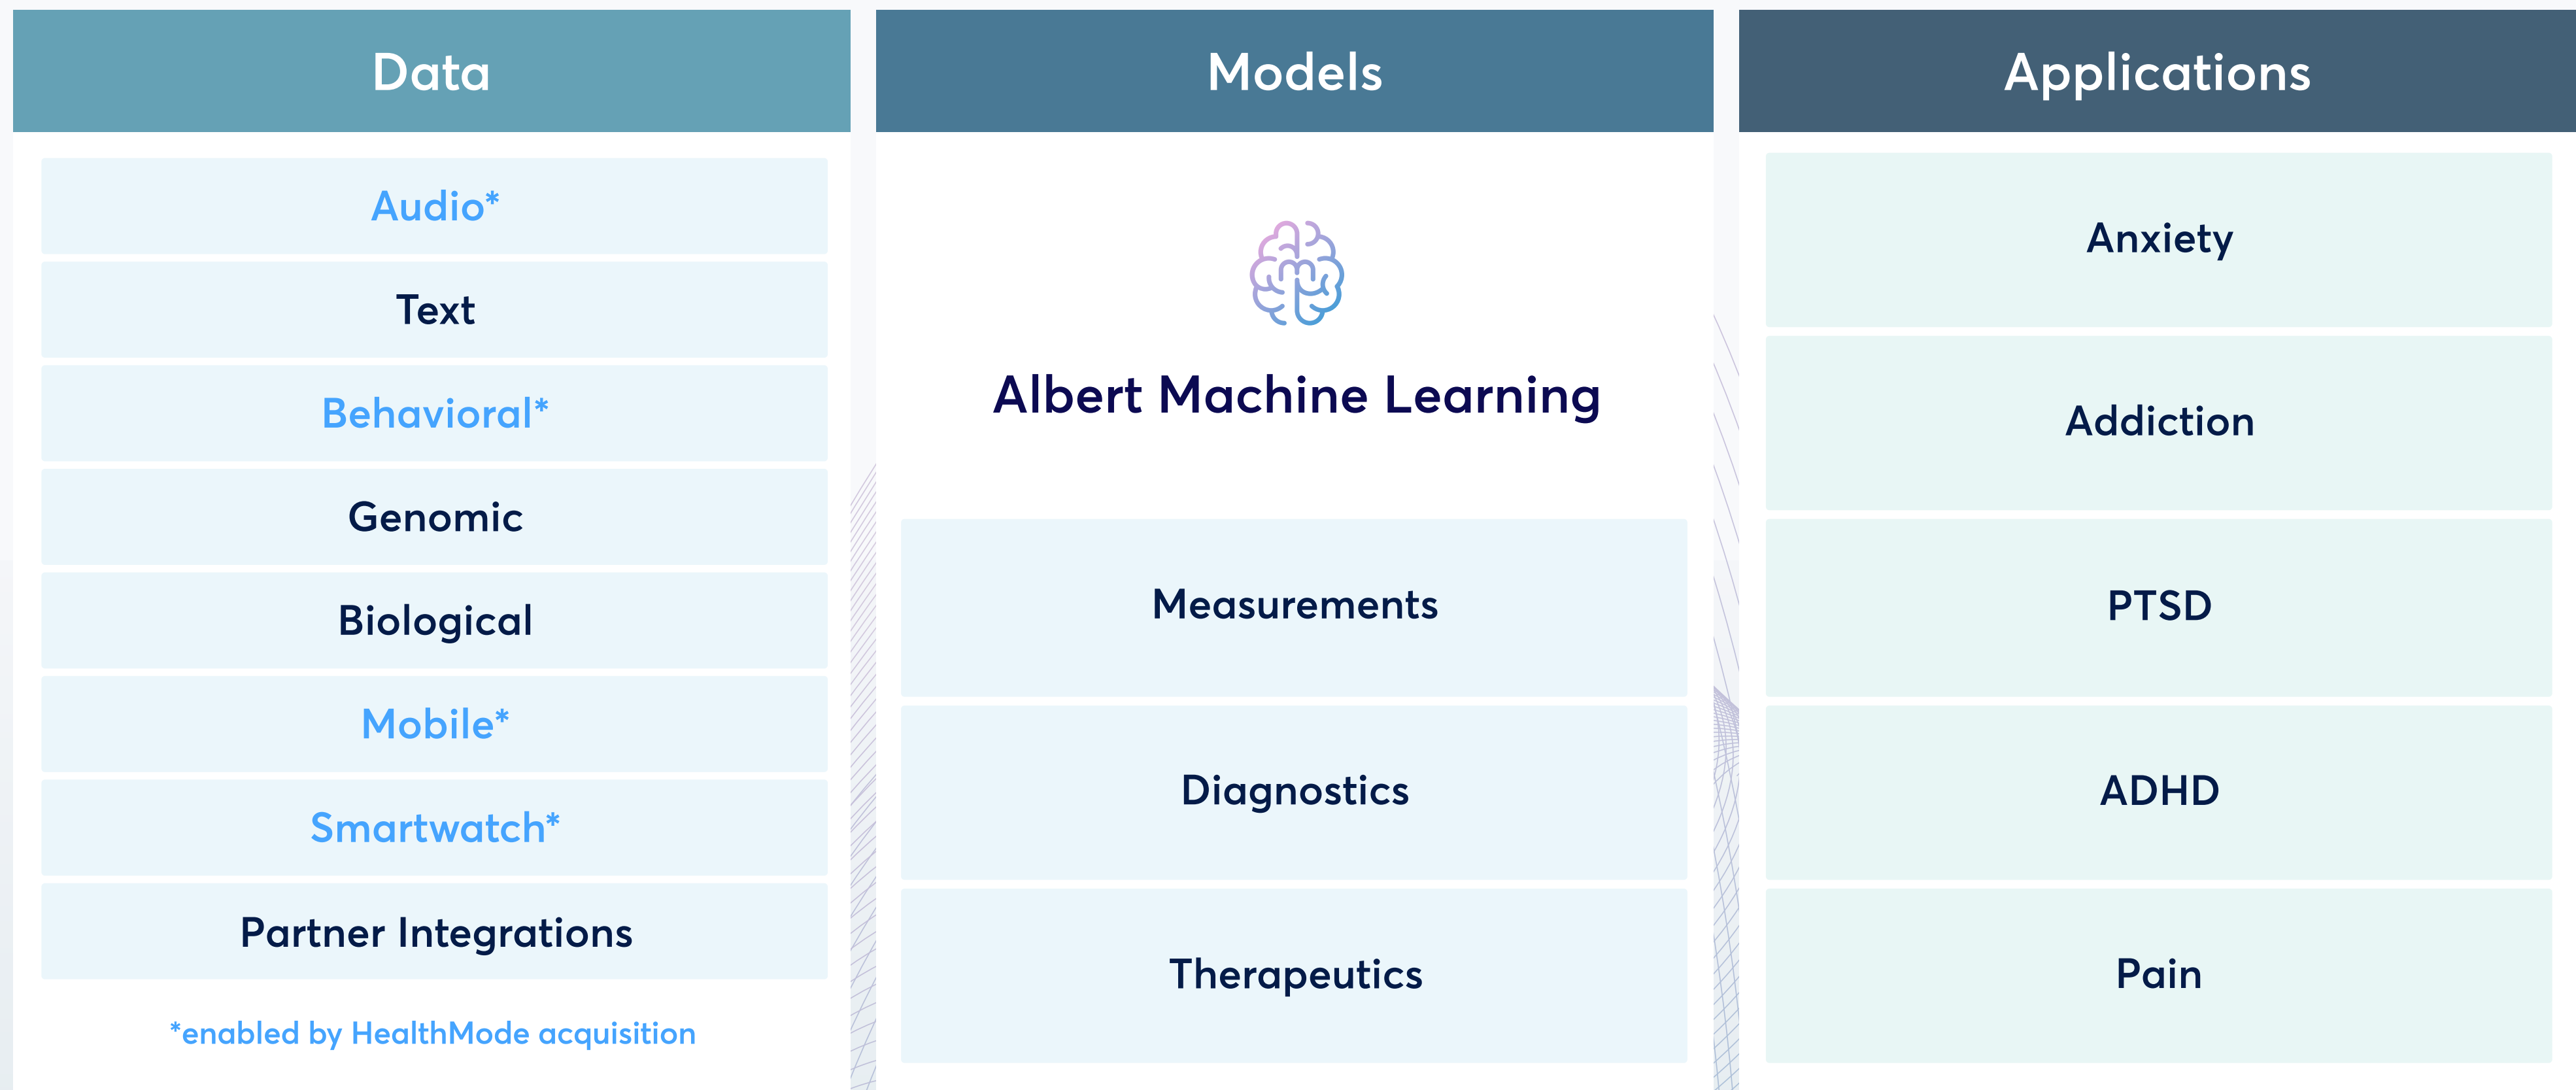 Data
Audio*
Text
Behavioral*
Genomic
Biological
Mobile*
Smartwatch*
Partner Integrations
*enabled by HealthMode acquisition
Models
Albert Machine Learning
Measurements
Diagnostics
Therapeutics
Applications
Anxiety
Addiction
PTSD
ADHD
Pain